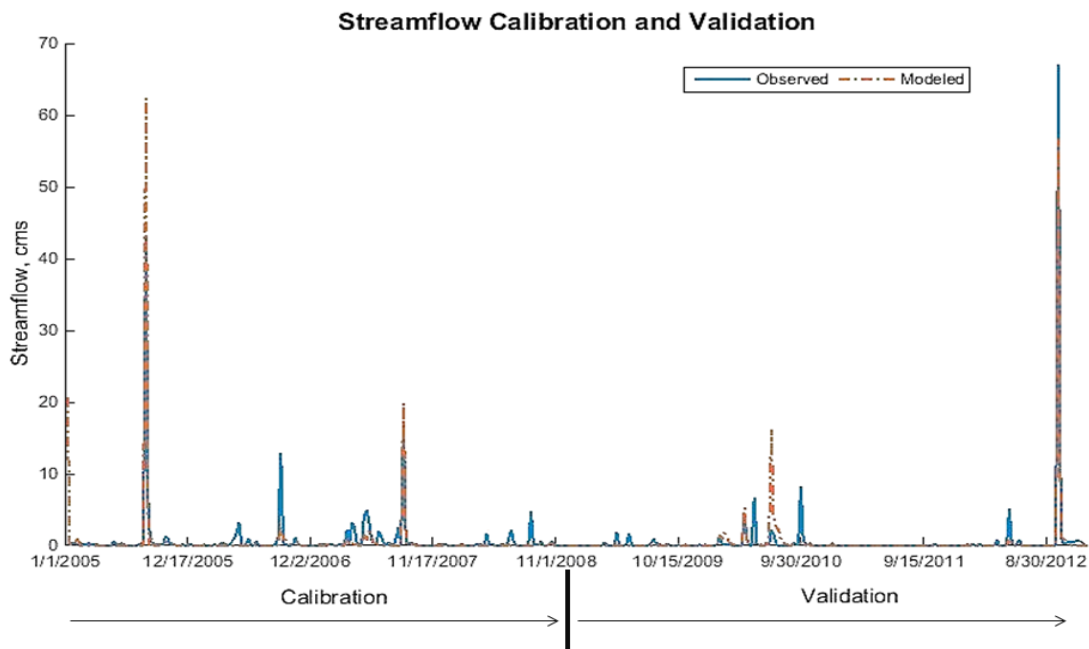 Streamflow Calibration and Validation
70
60
50
40
30
20
10
0
Streamflow, cms
Observed
Modeled
1/1/2005
12/17/2005
12/2/2006
11/17/2007
11/1/2008
10/15/2009
9/30/2010
9/15/2011
8/30/2012
Calibration
Validation